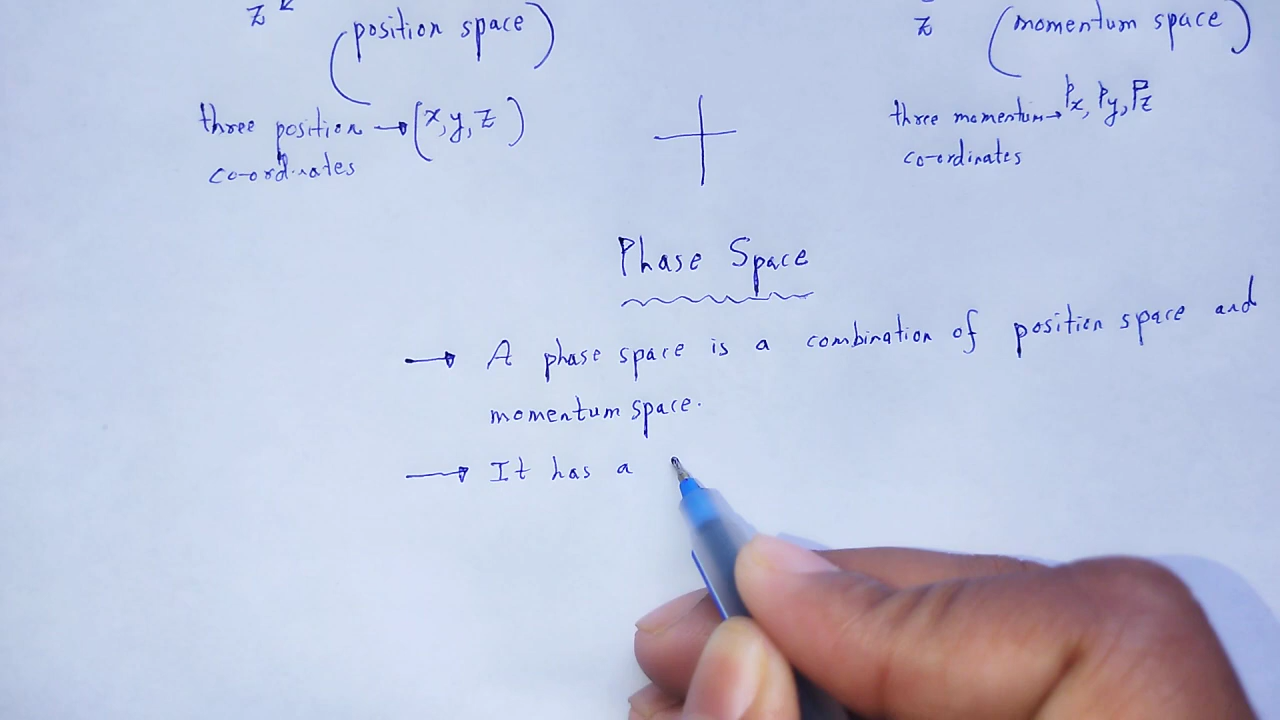 z (position space)
z (momentum space)
three position → (x, y, z)
co-ordinates
three momentum → Px, Py, Pz
co-ordinates
Phase Space
→ A phase space is a combination of position space and
momentum space.
→ It has a